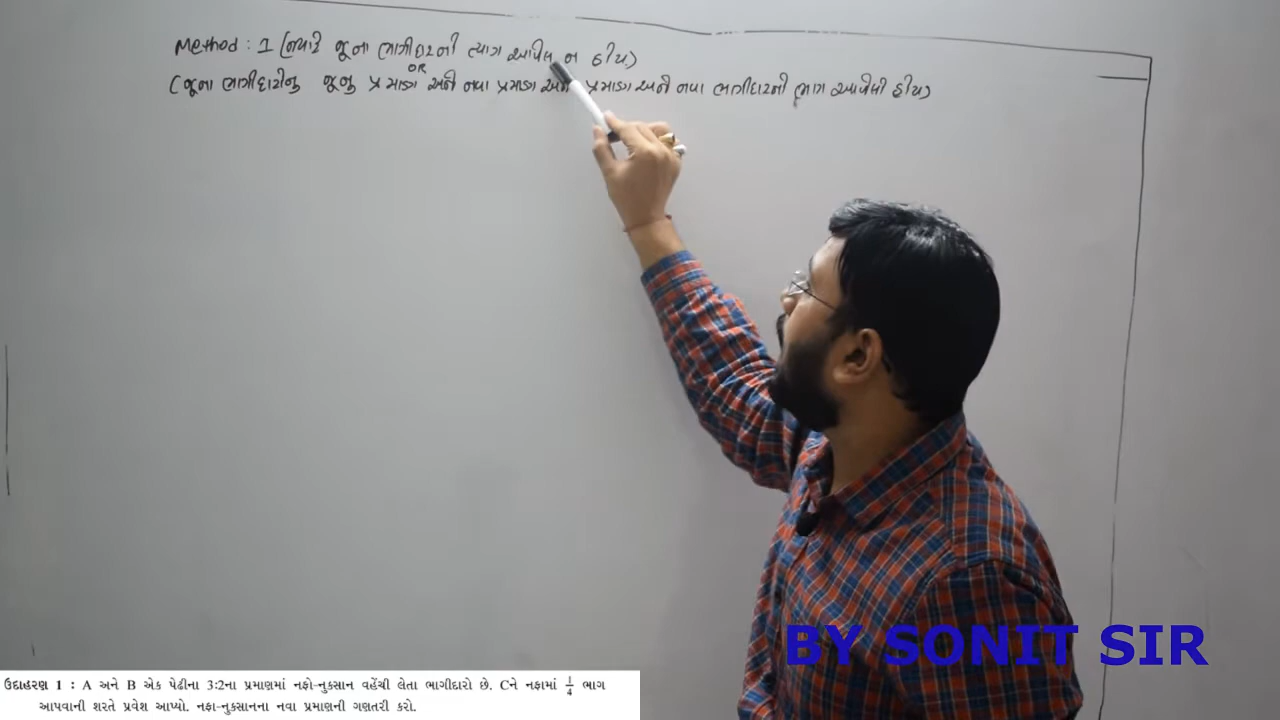 Method : 1 (જ્યારે જૂના ભાગીદારની ત્યાગ આપેલ ન હોય)
OR
(જૂના ભાગીદારીનુ જૂનુ પ્રમાણ અને નવા પ્રમાણ અને પ્રમાણ અને નવા ભાગીદારની ભાગ આપેલો હોય)
BY SONIT SIR
ઉદાહરણ 1 : A અને B એક પેઢીના 3:2ના પ્રમાણમાં નફો-નુકસાન વહેંચી લેતા ભાગીદારો છે. Cને નફામાં 1/4 ભાગ
આપવાની શરતે પ્રવેશ આપ્યો. નફા-નુકસાનના નવા પ્રમાણની ગણતરી કરો.